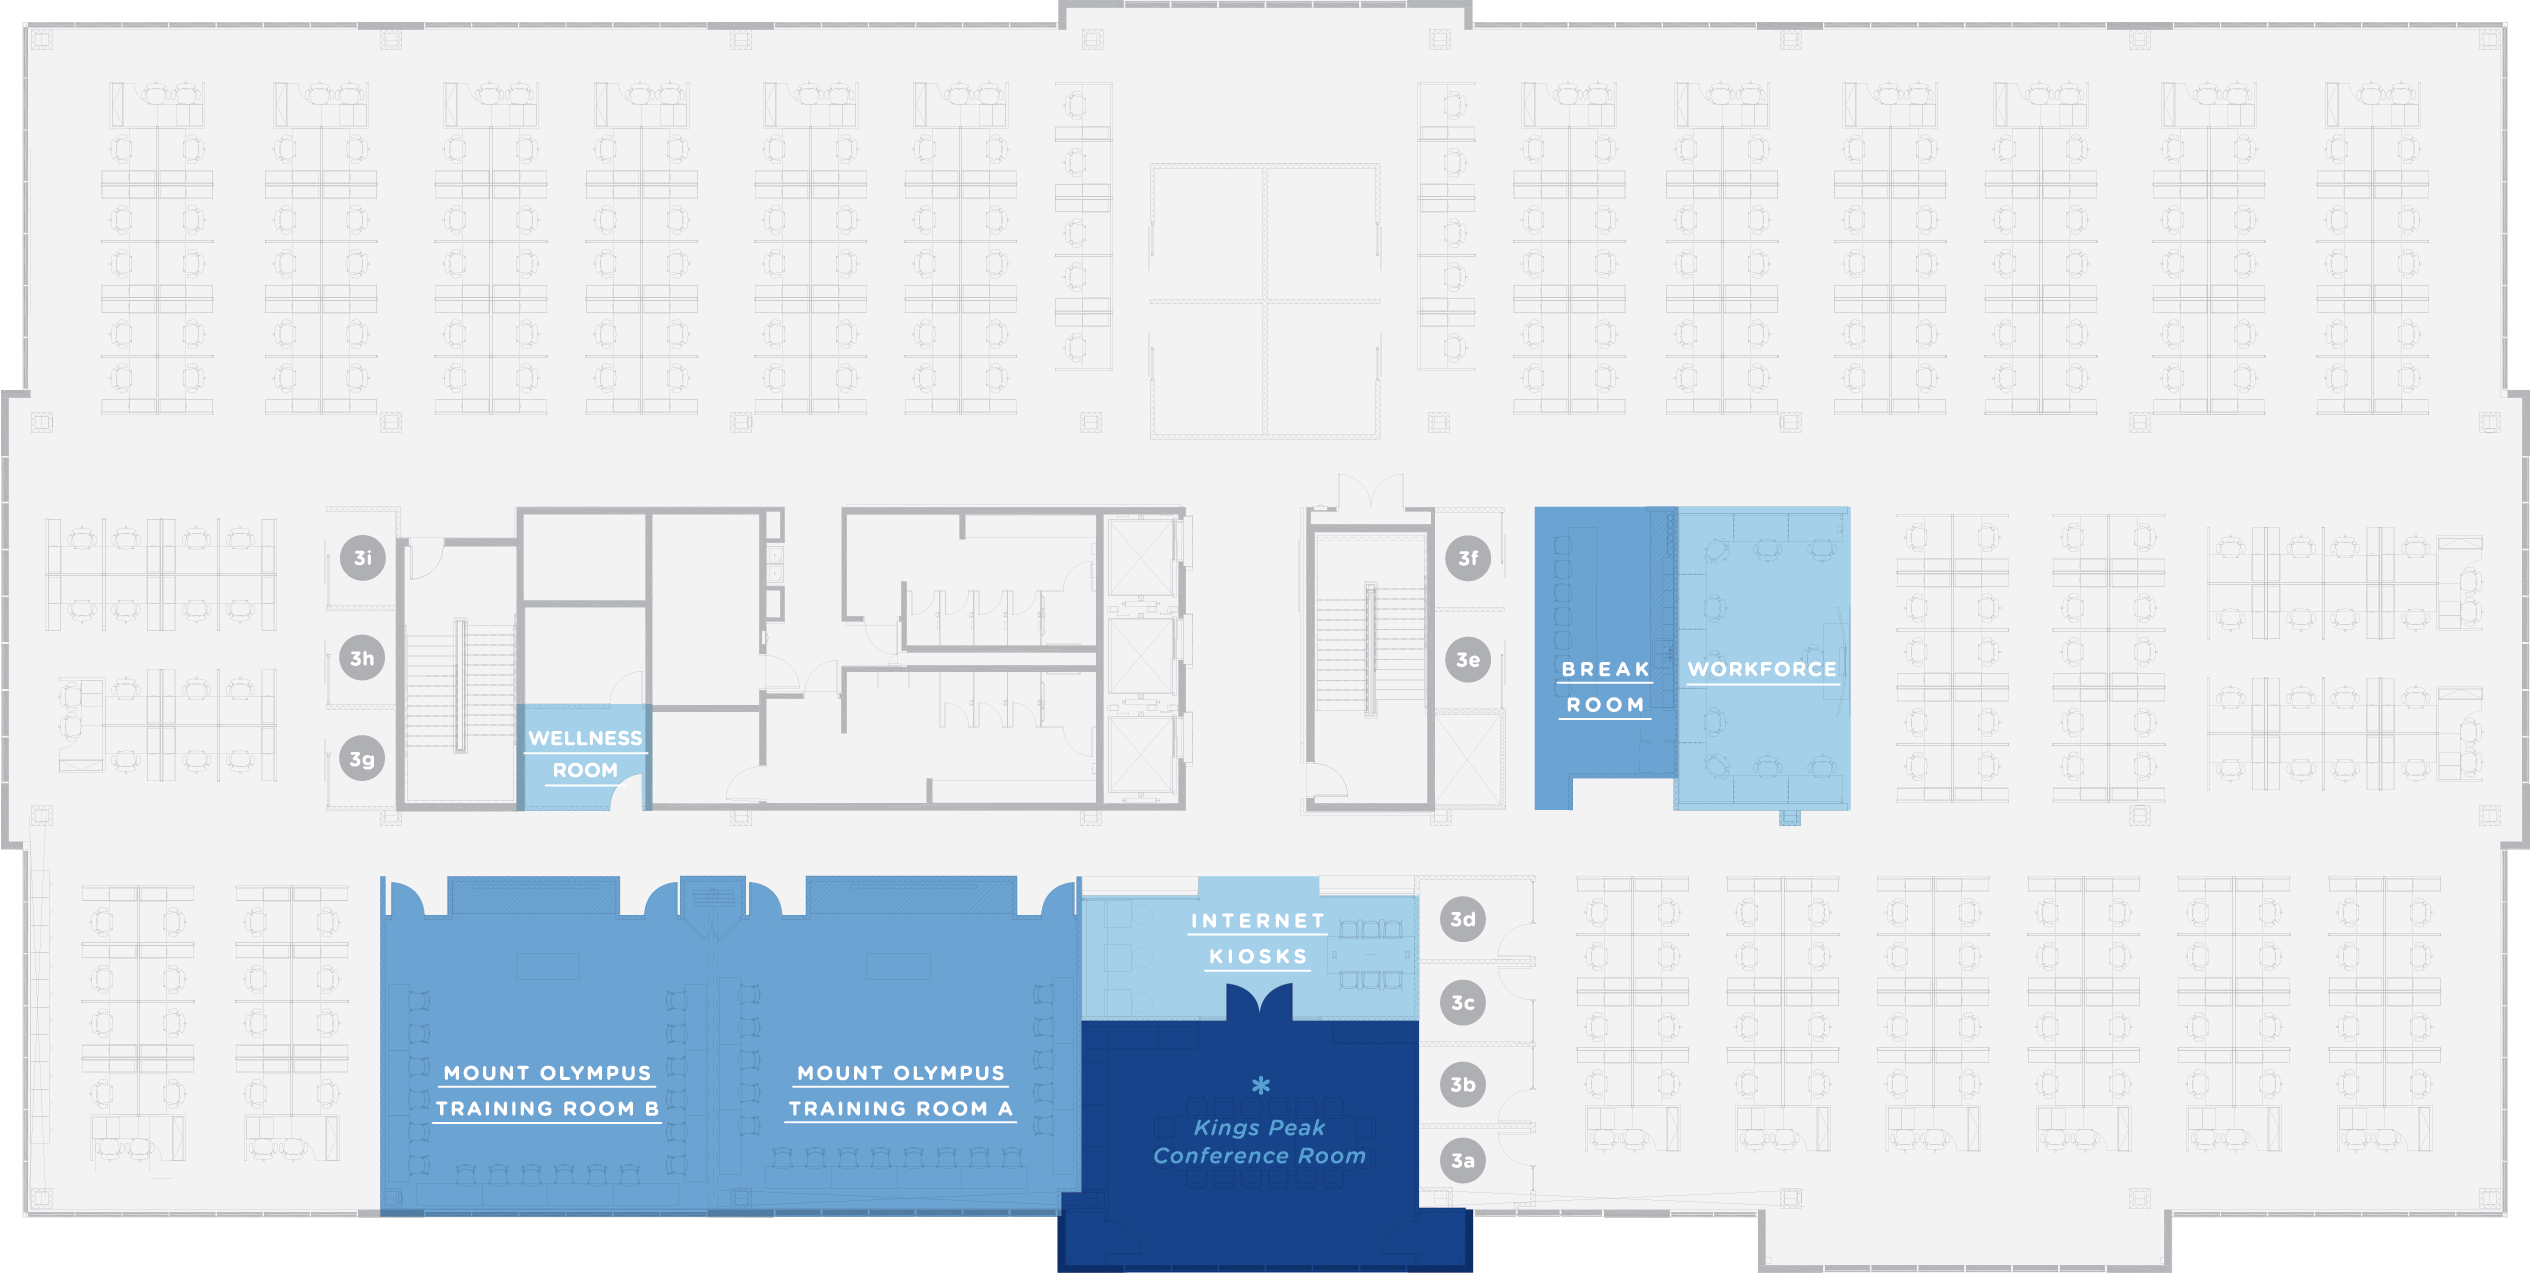 3i
3f
3h
3e
BREAK
ROOM
WORKFORCE
WELLNESS
ROOM
3g
INTERNET
KIOSKS
3d
3c
MOUNT OLYMPUS
TRAINING ROOM B
MOUNT OLYMPUS
TRAINING ROOM A
*
Kings Peak
Conference Room
3b
3a